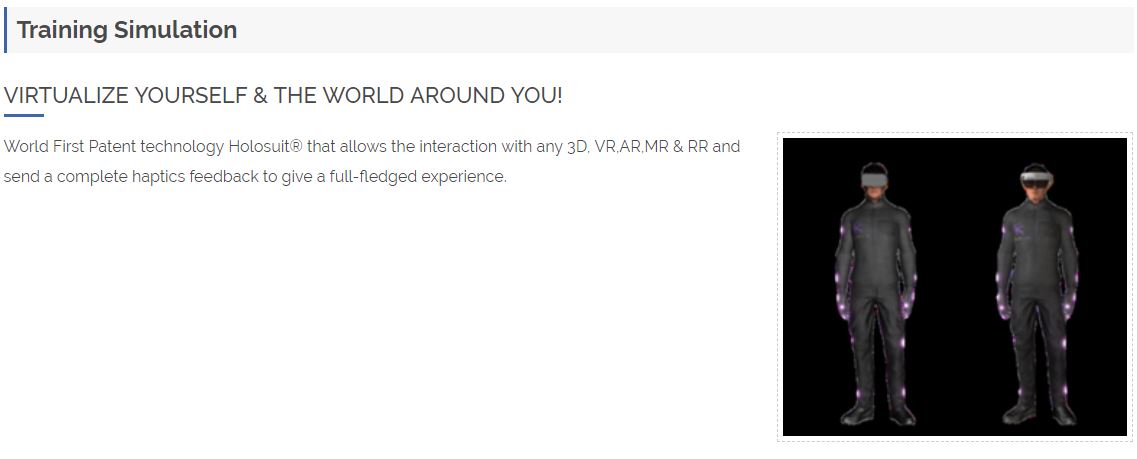 Training Simulation
VIRTUALIZE YOURSELF & THE WORLD AROUND YOU!
World First Patent technology Holosuit® that allows the interaction with any 3D, VR,AR,MR & RR and
send a complete haptics feedback to give a full-fledged experience.